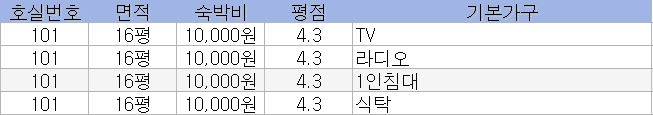 호실번호 면적 숙박비 평점 기본가구
101 16평 10,000원 4.3 TV
101 16평 10,000원 4.3 라디오
101 16평 10,000원 4.3 1인침대
101 16평 10,000원 4.3 식탁